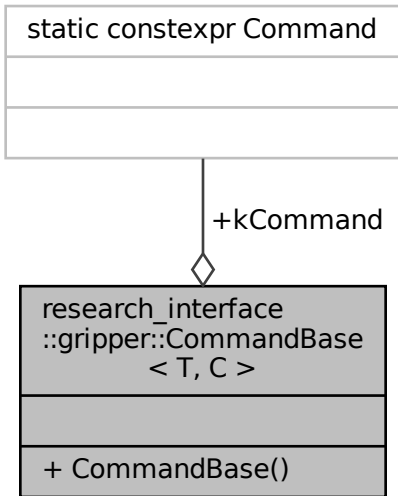 static constexpr Command
+kCommand
research_interface
::gripper::CommandBase
< T, C >
+ CommandBase()